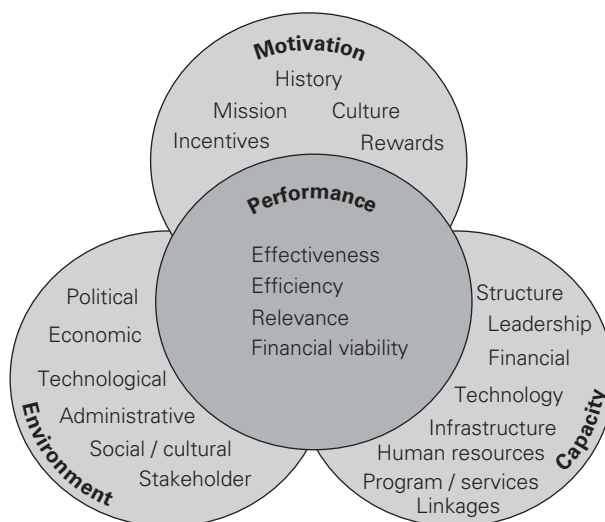 Motivation
History
Mission Culture
Incentives Rewards
Performance
Effectiveness
Efficiency
Relevance
Financial viability
Political
Economic
Technological
Administrative
Social / cultural
Stakeholder
Environment
Structure
Leadership
Financial
Technology
Infrastructure
Human resources
Program / services
Linkages
Capacity